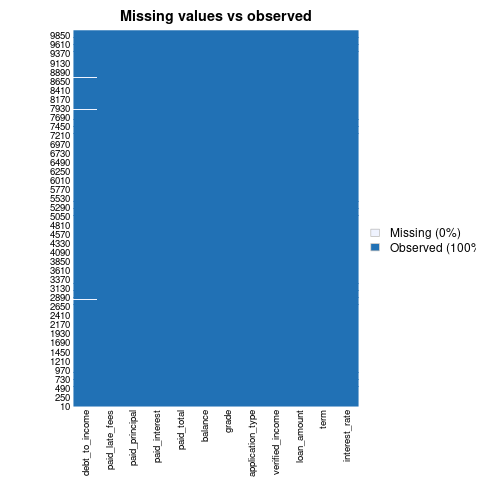 Missing values vs observed
9850
9610
9370
9130
8890
8650
8410
8170
7930
7690
7450
7210
6970
6730
6490
6250
6010
5770
5530
5290
5050
4810
4570
4330
4090
3850
3610
3370
3130
2890
2650
2410
2170
1930
1690
1450
1210
970
730
490
250
10
Missing (0%)
Observed (100%
debt_to_income
paid_late_fees
paid_principal
paid_interest
paid_total
balance
grade
application_type
verified_income
loan_amount
term
interest_rate